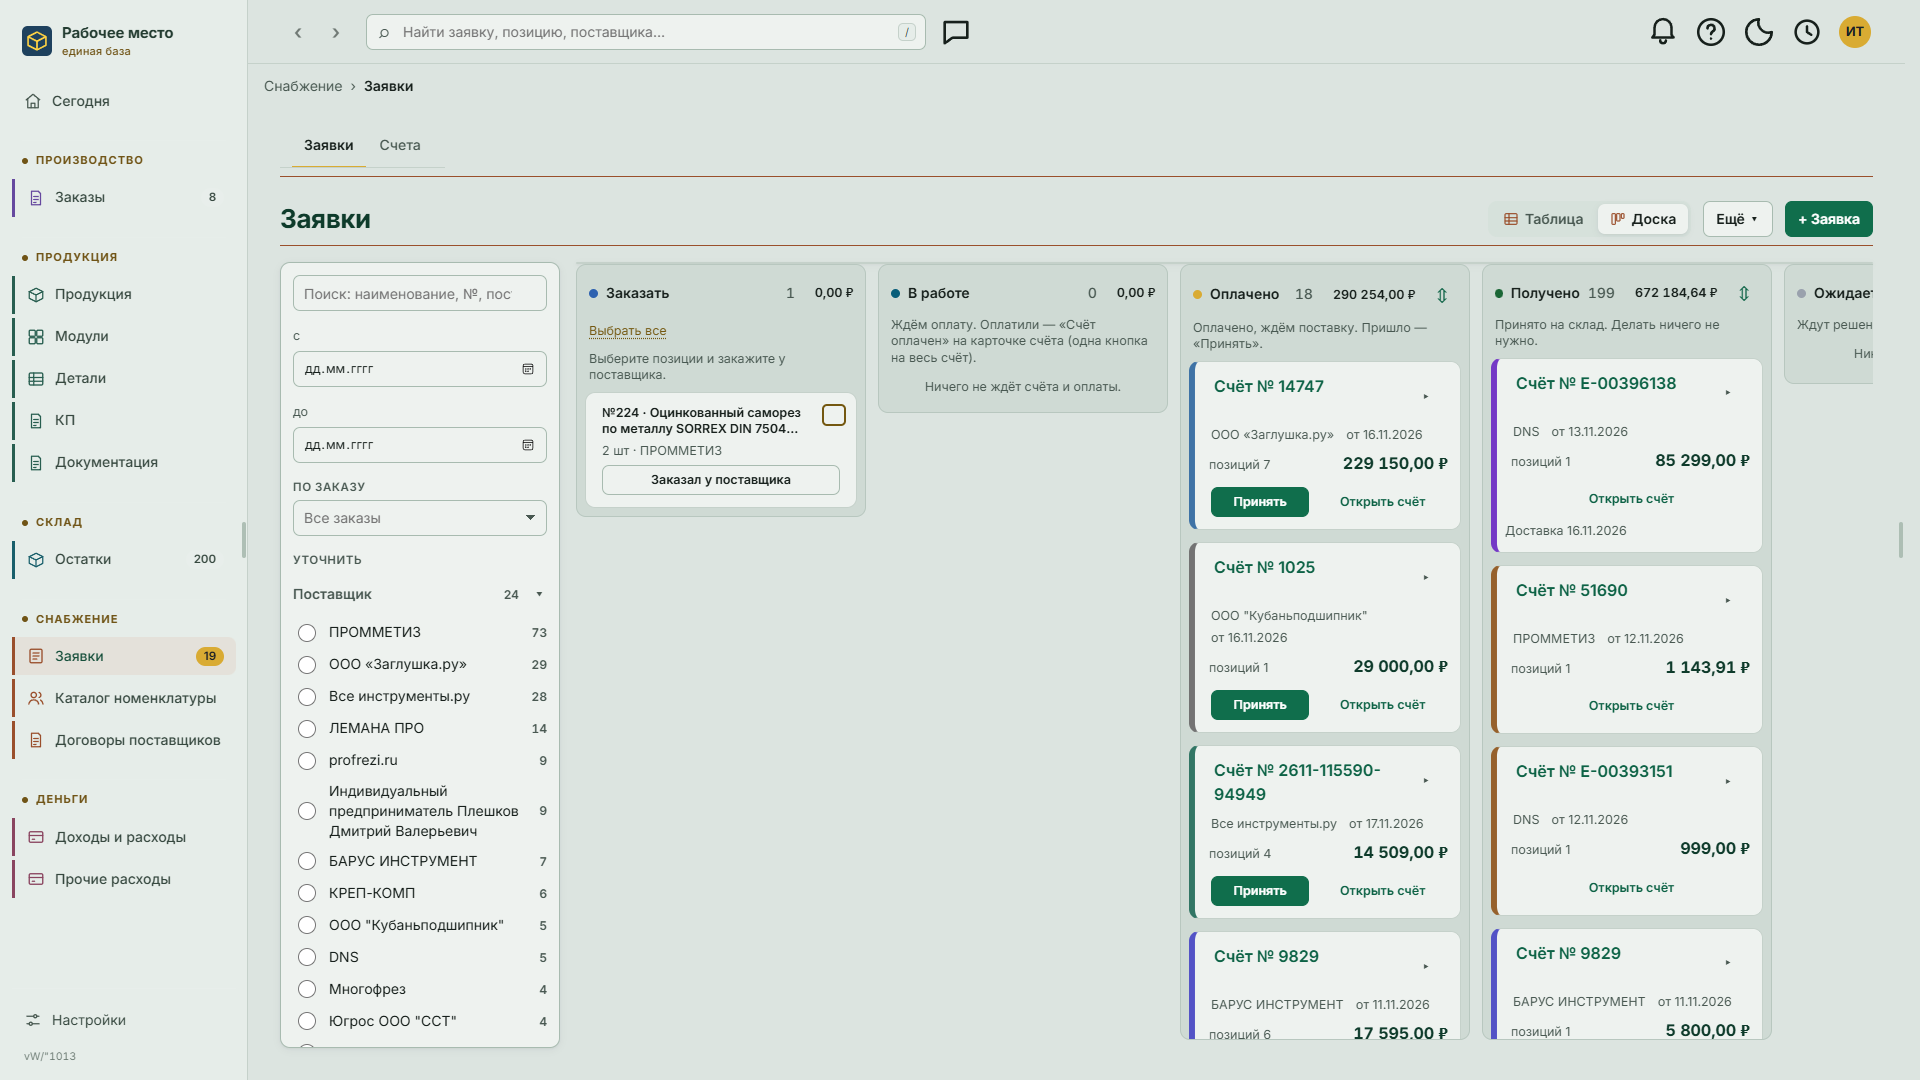 Рабочее место
единая база
Сегодня
ПРОИЗВОДСТВО
Заказы 8
ПРОДУКЦИЯ
Продукция
Модули
Детали
КП
Документация
СКЛАД
Остатки 200
СНАБЖЕНИЕ
Заявки 19
Каталог номенклатуры
Договоры поставщиков
ДЕНЬГИ
Доходы и расходы
Прочие расходы
Настройки
vW/"1013
Найти заявку, позицию, поставщика... /
ИТ
Снабжение › Заявки
Заявки Счета
Заявки
Таблица Доска Ещё + Заявка
Поиск: наименование, №, пос
с
дд.мм.гггг
до
дд.мм.гггг
ПО ЗАКАЗУ
Все заказы
УТОЧНИТЬ
Поставщик 24
ПРОММЕТИЗ 73
ООО «Заглушка.ру» 29
Все инструменты.ру 28
ЛЕМАНА ПРО 14
profrezi.ru 9
Индивидуальный
предприниматель Плешков 9
Дмитрий Валерьевич
БАРУС ИНСТРУМЕНТ 7
КРЕП-КОМП 6
ООО "Кубаньподшипник" 5
DNS 5
Многофрез 4
Югрос ООО "ССТ" 4
Заказать 1 0,00 ₽
Выбрать все
Выберите позиции и закажите у
поставщика.
№224 · Оцинкованный саморез
по металлу SORREX DIN 7504...
2 шт · ПРОММЕТИЗ
Заказал у поставщика
В работе 0 0,00 ₽
Ждём оплату. Оплатили — «Счёт
оплачен» на карточке счёта (одна кнопка
на весь счёт).
Ничего не ждёт счёта и оплаты.
Оплачено 18 290 254,00 ₽
Оплачено, ждём поставку. Пришло —
«Принять».
Счёт № 14747
ООО «Заглушка.ру» от 16.11.2026
позиций 7 229 150,00 ₽
Принять Открыть счёт
Счёт № 1025
ООО "Кубаньподшипник"
от 16.11.2026
позиций 1 29 000,00 ₽
Принять Открыть счёт
Счёт № 2611-115590-
94949
Все инструменты.ру от 17.11.2026
позиций 4 14 509,00 ₽
Принять Открыть счёт
Счёт № 9829
БАРУС ИНСТРУМЕНТ от 11.11.2026
позиций 6 17 595,00 ₽
Получено 199 672 184,64 ₽
Принято на склад. Делать ничего не
нужно.
Счёт № Е-00396138
DNS от 13.11.2026
позиций 1 85 299,00 ₽
Открыть счёт
Доставка 16.11.2026
Счёт № 51690
ПРОММЕТИЗ от 12.11.2026
позиций 1 1 143,91 ₽
Открыть счёт
Счёт № Е-00393151
DNS от 12.11.2026
позиций 1 999,00 ₽
Открыть счёт
Счёт № 9829
БАРУС ИНСТРУМЕНТ от 11.11.2026
позиций 1 5 800,00 ₽
Ожидает
Ждут решен
Ни